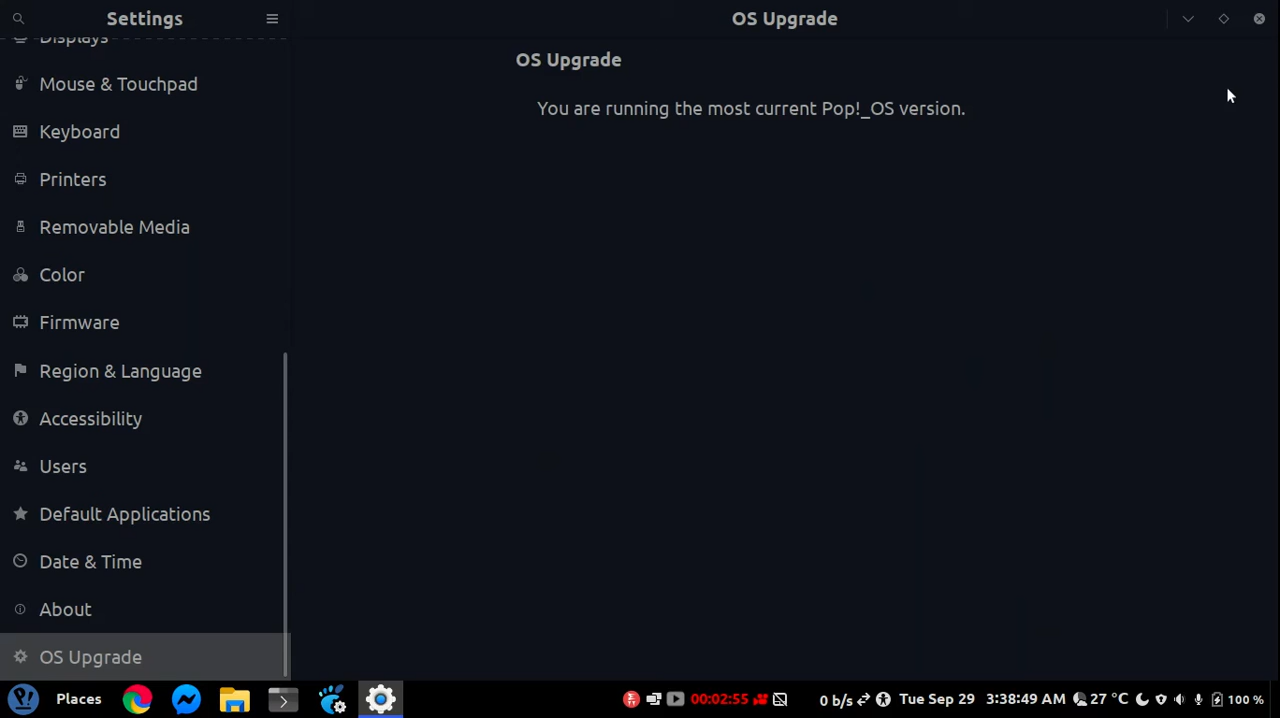 Settings
OS Upgrade
Displays
Mouse & Touchpad
Keyboard
Printers
Removable Media
Color
Firmware
Region & Language
Accessibility
Users
Default Applications
Date & Time
About
OS Upgrade
OS Upgrade
You are running the most current Pop!_OS version.
Places
00:02:55
0 b/s
Tue Sep 29
3:38:49 AM
27 °C
100 %